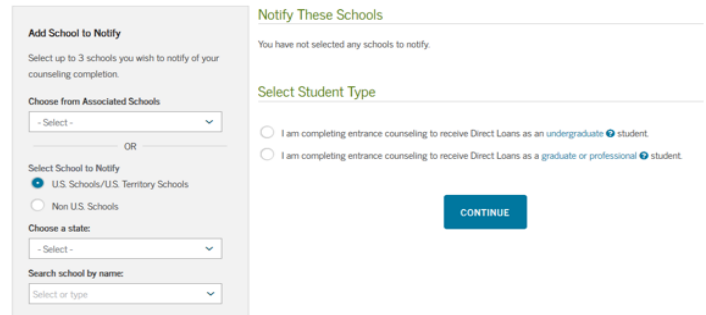 Add School to Notify
Select up to 3 schools you wish to notify of your
counseling completion.
Choose from Associated Schools
- Select -
OR
Select School to Notify
U.S. Schools/U.S. Territory Schools
Non U.S. Schools
Choose a state:
- Select -
Search school by name:
Select or type
Notify These Schools
You have not selected any schools to notify.
Select Student Type
I am completing entrance counseling to receive Direct Loans as an undergraduate ? student.
I am completing entrance counseling to receive Direct Loans as a graduate or professional ? student.
CONTINUE